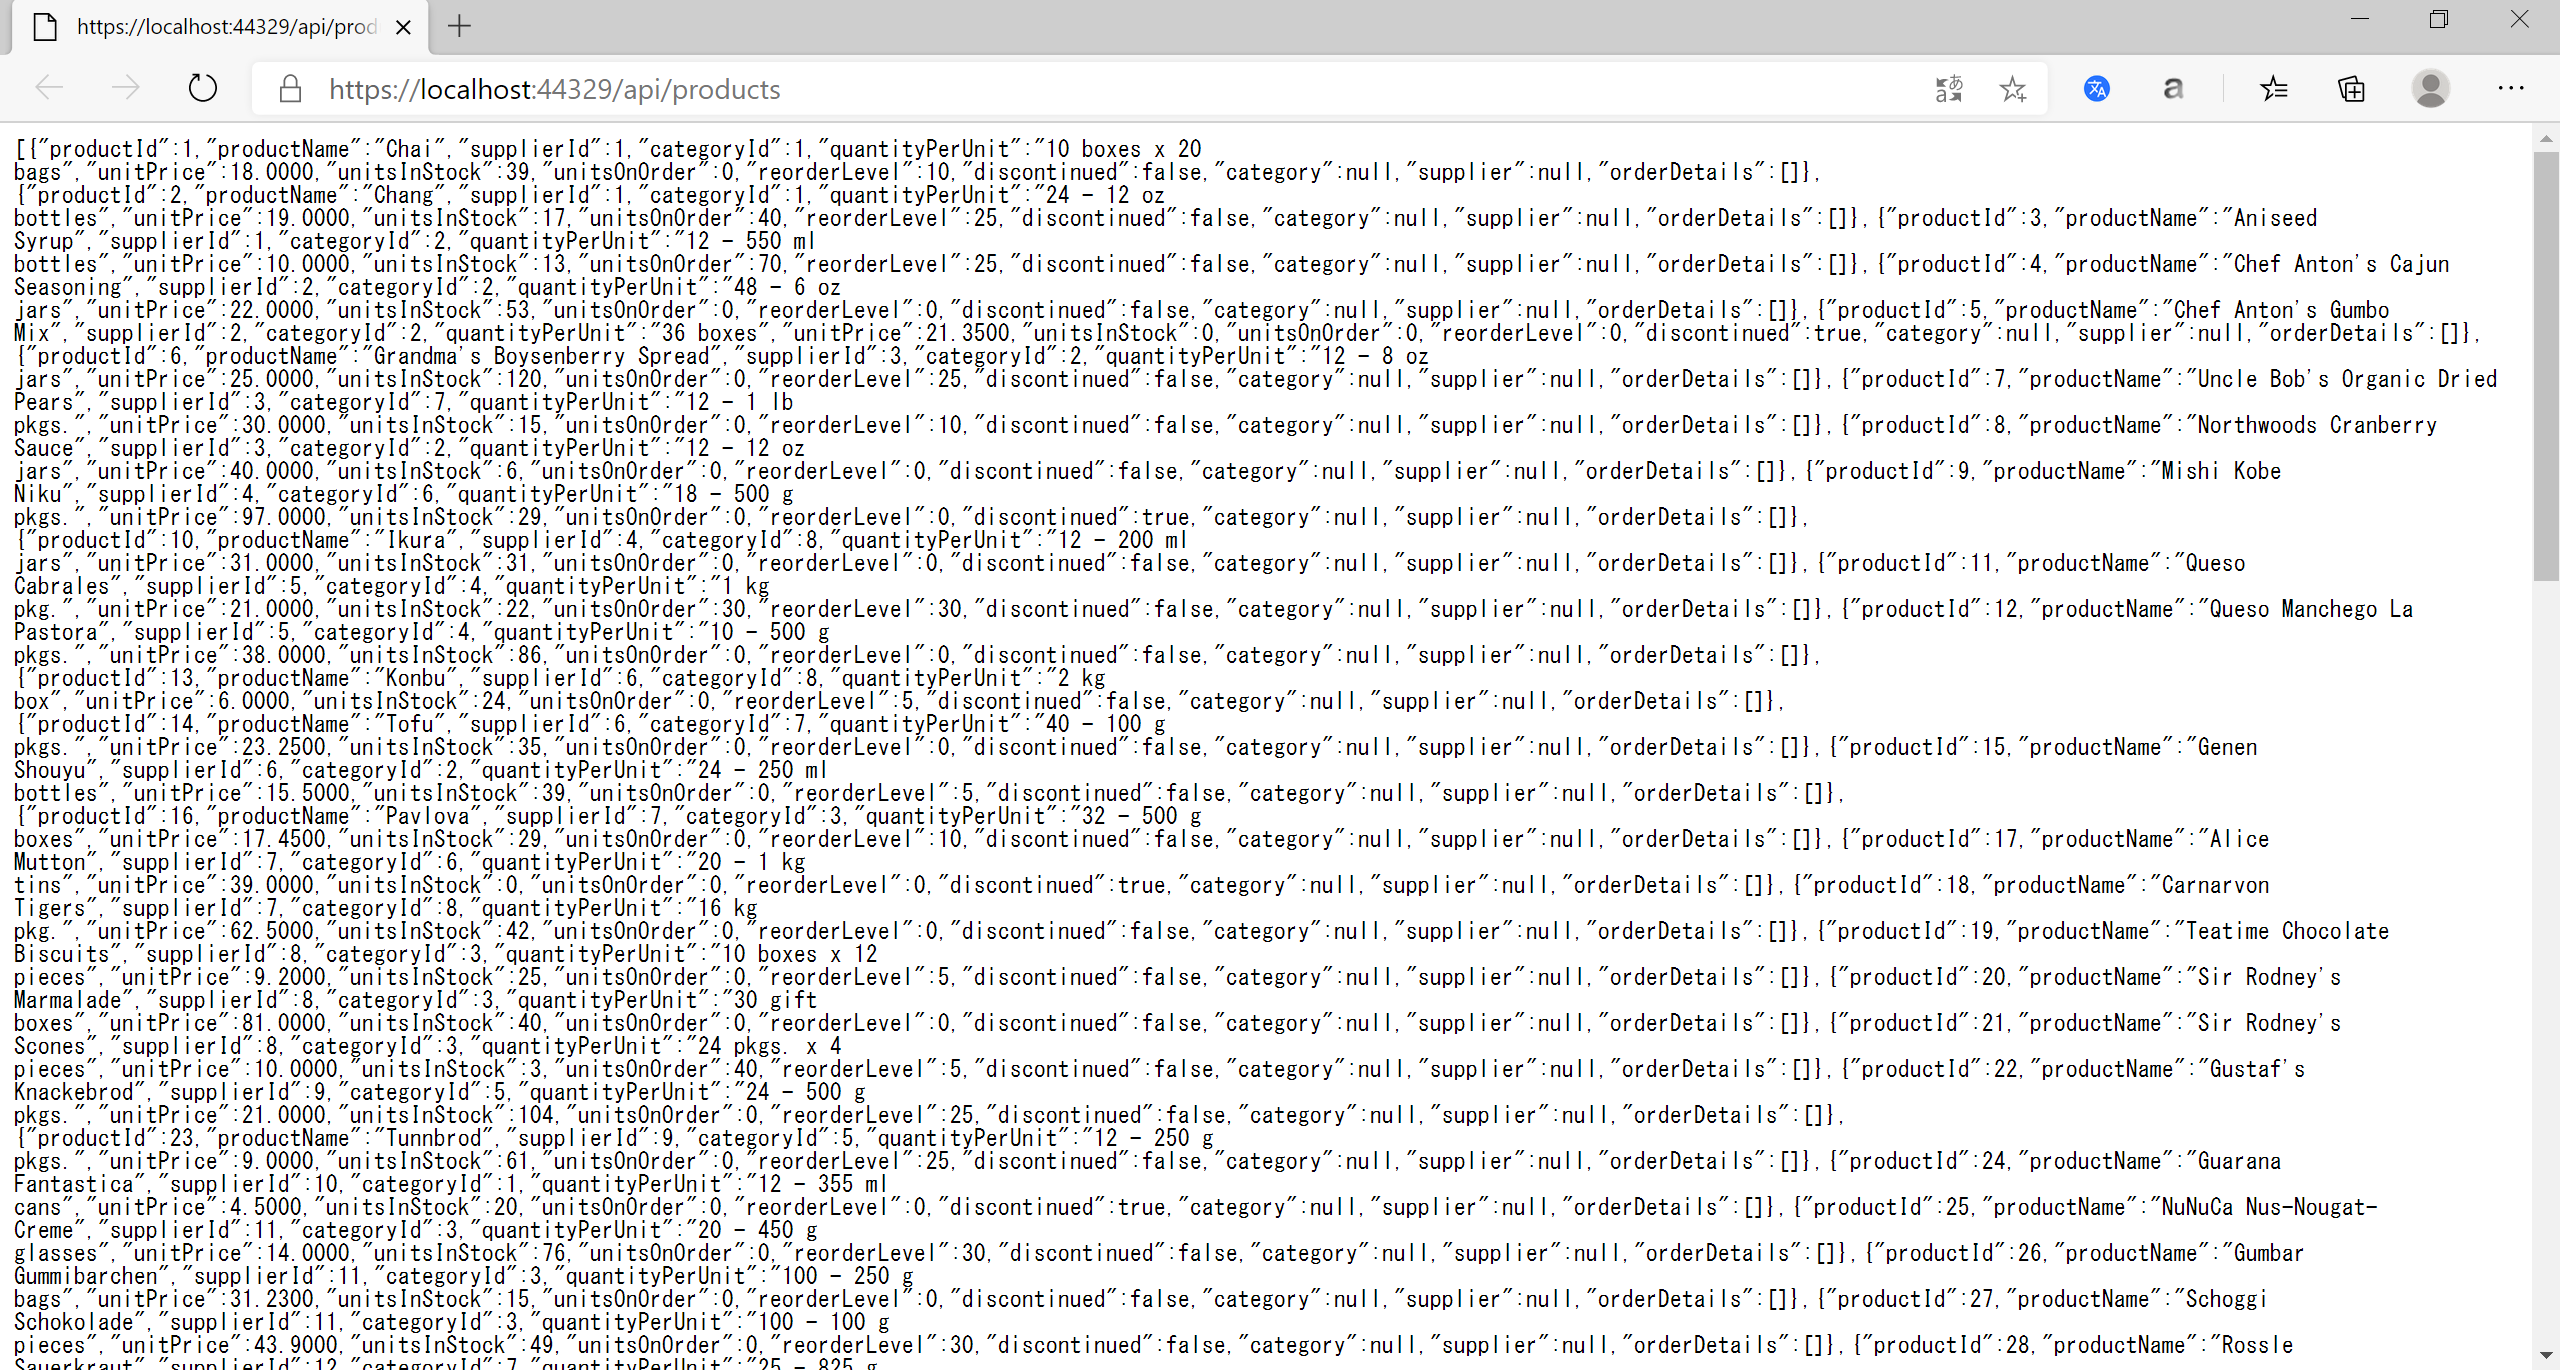 https://localhost:44329/api/prod
https://localhost:44329/api/products
[{"productId":1,"productName":"Chai","supplierId":1,"categoryId":1,"quantityPerUnit":"10 boxes x 20
bags","unitPrice":18.0000,"unitsInStock":39,"unitsOnOrder":0,"reorderLevel":10,"discontinued":false,"category":null,"supplier":null,"orderDetails":[]},
{"productId":2,"productName":"Chang","supplierId":1,"categoryId":1,"quantityPerUnit":"24 - 12 oz
bottles","unitPrice":19.0000,"unitsInStock":17,"unitsOnOrder":40,"reorderLevel":25,"discontinued":false,"category":null,"supplier":null,"orderDetails":[]},{"productId":3,"productName":"Aniseed
Syrup","supplierId":1,"categoryId":2,"quantityPerUnit":"12 - 550 ml
bottles","unitPrice":10.0000,"unitsInStock":13,"unitsOnOrder":70,"reorderLevel":25,"discontinued":false,"category":null,"supplier":null,"orderDetails":[]},{"productId":4,"productName":"Chef Anton's Cajun
Seasoning","supplierId":2,"categoryId":2,"quantityPerUnit":"48 - 6 oz
jars","unitPrice":22.0000,"unitsInStock":53,"unitsOnOrder":0,"reorderLevel":0,"discontinued":false,"category":null,"supplier":null,"orderDetails":[]},{"productId":5,"productName":"Chef Anton's Gumbo
Mix","supplierId":2,"categoryId":2,"quantityPerUnit":"36 boxes","unitPrice":21.3500,"unitsInStock":0,"unitsOnOrder":0,"reorderLevel":0,"discontinued":true,"category":null,"supplier":null,"orderDetails":[]},
{"productId":6,"productName":"Grandma's Boysenberry Spread","supplierId":3,"categoryId":2,"quantityPerUnit":"12 - 8 oz
jars","unitPrice":25.0000,"unitsInStock":120,"unitsOnOrder":0,"reorderLevel":25,"discontinued":false,"category":null,"supplier":null,"orderDetails":[]},{"productId":7,"productName":"Uncle Bob's Organic Dried
Pears","supplierId":3,"categoryId":7,"quantityPerUnit":"12 - 1 lb
pkgs.","unitPrice":30.0000,"unitsInStock":15,"unitsOnOrder":0,"reorderLevel":10,"discontinued":false,"category":null,"supplier":null,"orderDetails":[]},{"productId":8,"productName":"Northwoods Cranberry
Sauce","supplierId":3,"categoryId":2,"quantityPerUnit":"12 - 12 oz
jars","unitPrice":40.0000,"unitsInStock":6,"unitsOnOrder":0,"reorderLevel":0,"discontinued":false,"category":null,"supplier":null,"orderDetails":[]},{"productId":9,"productName":"Mishi Kobe
Niku","supplierId":4,"categoryId":6,"quantityPerUnit":"18 - 500 g
pkgs.","unitPrice":97.0000,"unitsInStock":29,"unitsOnOrder":0,"reorderLevel":0,"discontinued":true,"category":null,"supplier":null,"orderDetails":[]},
{"productId":10,"productName":"Ikura","supplierId":4,"categoryId":8,"quantityPerUnit":"12 - 200 ml
jars","unitPrice":31.0000,"unitsInStock":31,"unitsOnOrder":0,"reorderLevel":0,"discontinued":false,"category":null,"supplier":null,"orderDetails":[]},{"productId":11,"productName":"Queso
Cabrales","supplierId":5,"categoryId":4,"quantityPerUnit":"1 kg
pkg.","unitPrice":21.0000,"unitsInStock":22,"unitsOnOrder":30,"reorderLevel":30,"discontinued":false,"category":null,"supplier":null,"orderDetails":[]},{"productId":12,"productName":"Queso Manchego La
Pastora","supplierId":5,"categoryId":4,"quantityPerUnit":"10 - 500 g
pkgs.","unitPrice":38.0000,"unitsInStock":86,"unitsOnOrder":0,"reorderLevel":0,"discontinued":false,"category":null,"supplier":null,"orderDetails":[]},
{"productId":13,"productName":"Konbu","supplierId":6,"categoryId":8,"quantityPerUnit":"2 kg
box","unitPrice":6.0000,"unitsInStock":24,"unitsOnOrder":0,"reorderLevel":5,"discontinued":false,"category":null,"supplier":null,"orderDetails":[]},
{"productId":14,"productName":"Tofu","supplierId":6,"categoryId":7,"quantityPerUnit":"40 - 100 g
pkgs.","unitPrice":23.2500,"unitsInStock":35,"unitsOnOrder":0,"reorderLevel":0,"discontinued":false,"category":null,"supplier":null,"orderDetails":[]},{"productId":15,"productName":"Genen
Shouyu","supplierId":6,"categoryId":2,"quantityPerUnit":"24 - 250 ml
bottles","unitPrice":15.5000,"unitsInStock":39,"unitsOnOrder":0,"reorderLevel":5,"discontinued":false,"category":null,"supplier":null,"orderDetails":[]},
{"productId":16,"productName":"Pavlova","supplierId":7,"categoryId":3,"quantityPerUnit":"32 - 500 g
boxes","unitPrice":17.4500,"unitsInStock":29,"unitsOnOrder":0,"reorderLevel":10,"discontinued":false,"category":null,"supplier":null,"orderDetails":[]},{"productId":17,"productName":"Alice
Mutton","supplierId":7,"categoryId":6,"quantityPerUnit":"20 - 1 kg
tins","unitPrice":39.0000,"unitsInStock":0,"unitsOnOrder":0,"reorderLevel":0,"discontinued":true,"category":null,"supplier":null,"orderDetails":[]},{"productId":18,"productName":"Carnarvon
Tigers","supplierId":7,"categoryId":8,"quantityPerUnit":"16 kg
pkg.","unitPrice":62.5000,"unitsInStock":42,"unitsOnOrder":0,"reorderLevel":0,"discontinued":false,"category":null,"supplier":null,"orderDetails":[]},{"productId":19,"productName":"Teatime Chocolate
Biscuits","supplierId":8,"categoryId":3,"quantityPerUnit":"10 boxes x 12
pieces","unitPrice":9.2000,"unitsInStock":25,"unitsOnOrder":0,"reorderLevel":5,"discontinued":false,"category":null,"supplier":null,"orderDetails":[]},{"productId":20,"productName":"Sir Rodney's
Marmalade","supplierId":8,"categoryId":3,"quantityPerUnit":"30 gift
boxes","unitPrice":81.0000,"unitsInStock":40,"unitsOnOrder":0,"reorderLevel":0,"discontinued":false,"category":null,"supplier":null,"orderDetails":[]},{"productId":21,"productName":"Sir Rodney's
Scones","supplierId":8,"categoryId":3,"quantityPerUnit":"24 pkgs. x 4
pieces","unitPrice":10.0000,"unitsInStock":3,"unitsOnOrder":40,"reorderLevel":5,"discontinued":false,"category":null,"supplier":null,"orderDetails":[]},{"productId":22,"productName":"Gustaf's
Knackebrod","supplierId":9,"categoryId":5,"quantityPerUnit":"24 - 500 g
pkgs.","unitPrice":21.0000,"unitsInStock":104,"unitsOnOrder":0,"reorderLevel":25,"discontinued":false,"category":null,"supplier":null,"orderDetails":[]},
{"productId":23,"productName":"Tunnbrod","supplierId":9,"categoryId":5,"quantityPerUnit":"12 - 250 g
pkgs.","unitPrice":9.0000,"unitsInStock":61,"unitsOnOrder":0,"reorderLevel":25,"discontinued":false,"category":null,"supplier":null,"orderDetails":[]},{"productId":24,"productName":"Guarana
Fantastica","supplierId":10,"categoryId":1,"quantityPerUnit":"12 - 355 ml
cans","unitPrice":4.5000,"unitsInStock":20,"unitsOnOrder":0,"reorderLevel":0,"discontinued":true,"category":null,"supplier":null,"orderDetails":[]},{"productId":25,"productName":"NuNuCa Nus-Nougat-
Creme","supplierId":11,"categoryId":3,"quantityPerUnit":"20 - 450 g
glasses","unitPrice":14.0000,"unitsInStock":76,"unitsOnOrder":0,"reorderLevel":30,"discontinued":false,"category":null,"supplier":null,"orderDetails":[]},{"productId":26,"productName":"Gumbar
Gummibarchen","supplierId":11,"categoryId":3,"quantityPerUnit":"100 - 250 g
bags","unitPrice":31.2300,"unitsInStock":15,"unitsOnOrder":0,"reorderLevel":0,"discontinued":false,"category":null,"supplier":null,"orderDetails":[]},{"productId":27,"productName":"Schoggi
Schokolade","supplierId":11,"categoryId":3,"quantityPerUnit":"100 - 100 g
pieces","unitPrice":43.9000,"unitsInStock":49,"unitsOnOrder":0,"reorderLevel":30,"discontinued":false,"category":null,"supplier":null,"orderDetails":[]},{"productId":28,"productName":"Rossle
Sauerkraut","supplierId":12,"categoryId":7,"quantityPerUnit":"25 - 825 g